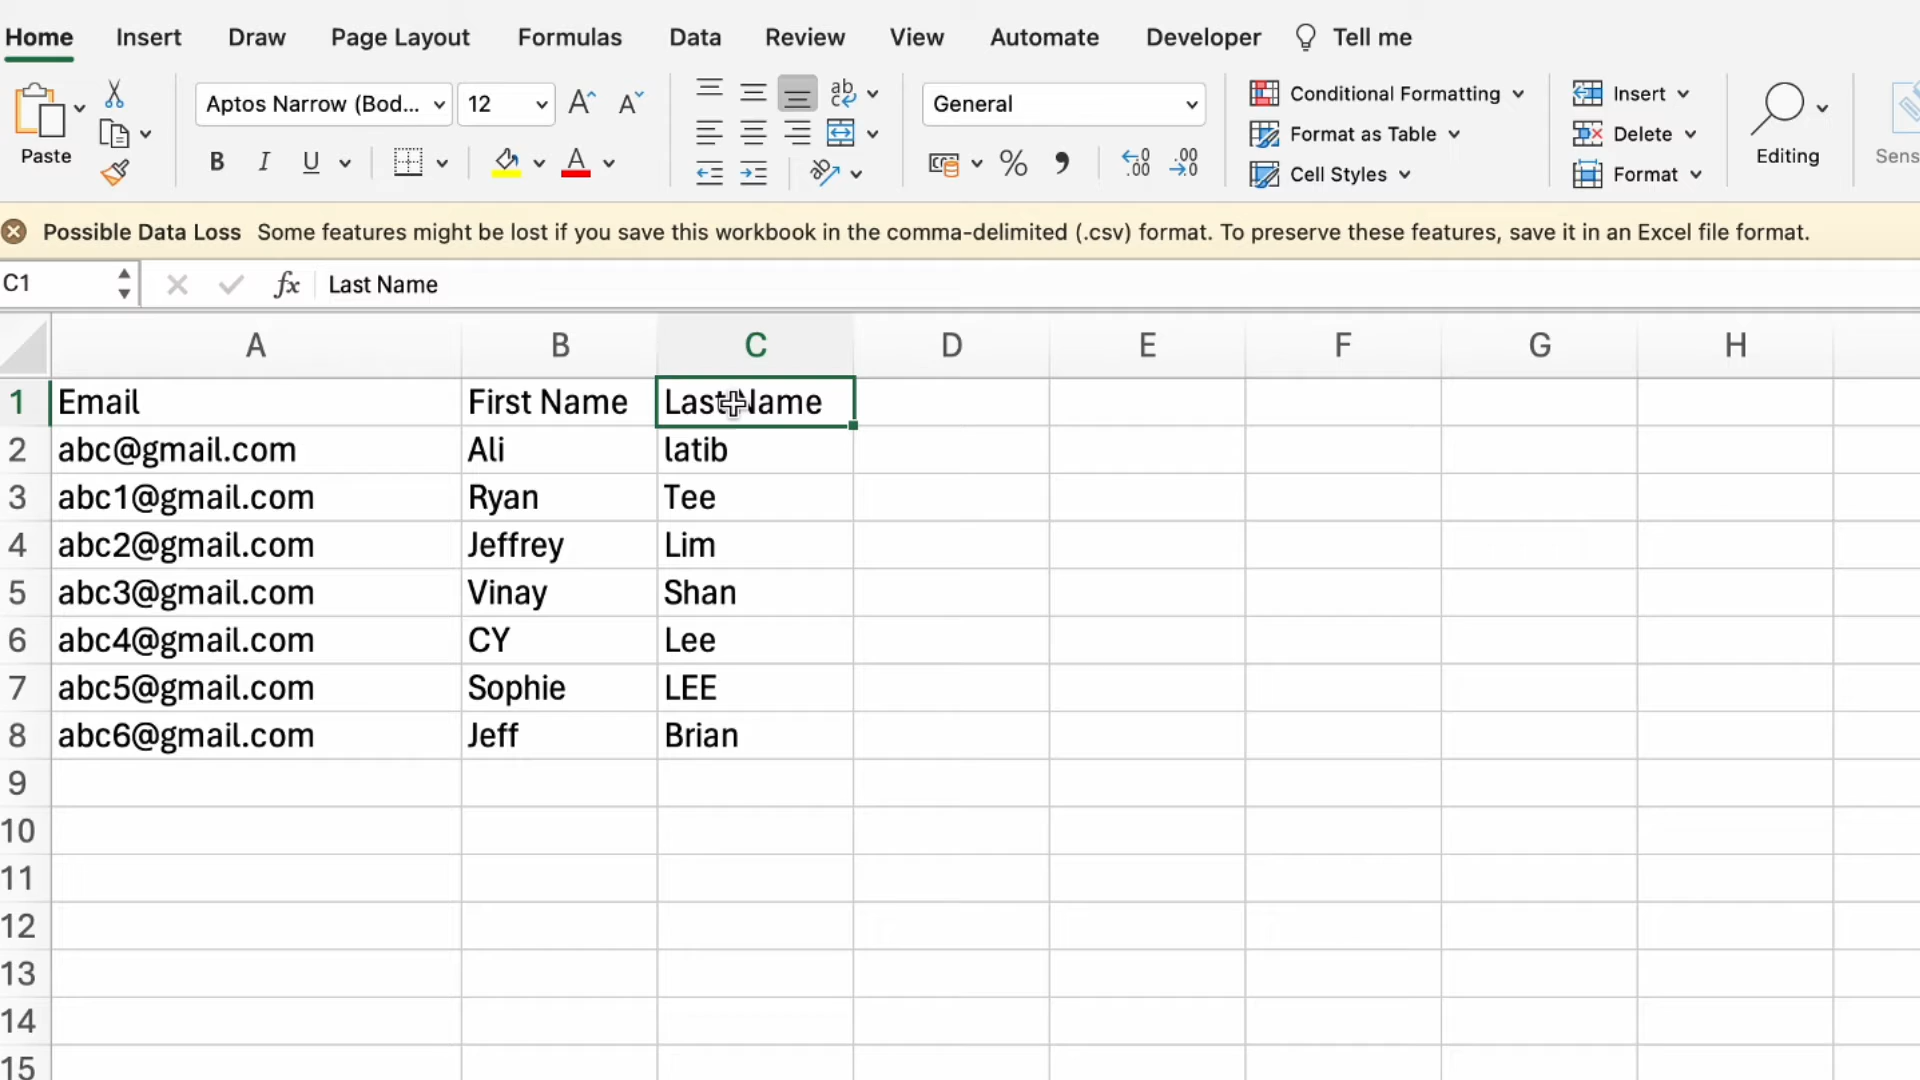 Home Insert Draw Page Layout Formulas Data Review View Automate Developer Tell me
Paste
Aptos Narrow (Bod... 12 A A
B I U A
ab
General
% 9 .00 .00
Conditional Formatting
Format as Table
Cell Styles
Insert
Delete
Format
Editing
Sens
Possible Data Loss Some features might be lost if you save this workbook in the comma-delimited (.csv) format. To preserve these features, save it in an Excel file format.
C1 fx Last Name
A B C D E F G H
1 Email First Name Last Name
2 abc@gmail.com Ali latib
3 abc1@gmail.com Ryan Tee
4 abc2@gmail.com Jeffrey Lim
5 abc3@gmail.com Vinay Shan
6 abc4@gmail.com CY Lee
7 abc5@gmail.com Sophie LEE
8 abc6@gmail.com Jeff Brian
9
10
11
12
13
14
15